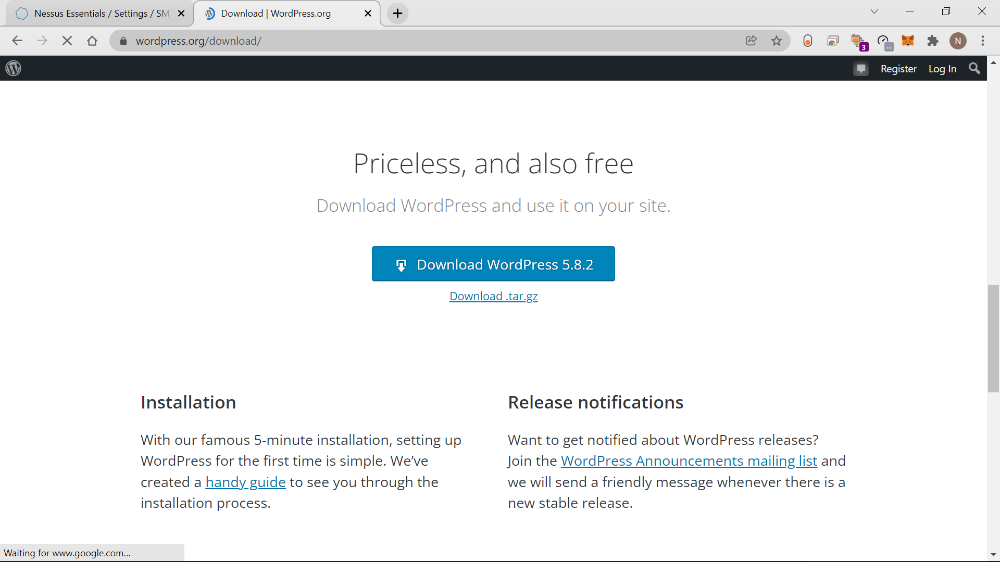 Nessus Essentials / Settings / SM
Download | WordPress.org
wordpress.org/download/
3
--
N
Register
Log In
Priceless, and also free
Download WordPress and use it on your site.
Download WordPress 5.8.2
Download .tar.gz
Installation
With our famous 5-minute installation, setting up
WordPress for the first time is simple. We’ve
created a handy guide to see you through the
installation process.
Release notifications
Want to get notified about WordPress releases?
Join the WordPress Announcements mailing list and
we will send a friendly message whenever there is a
new stable release.
Waiting for www.google.com...